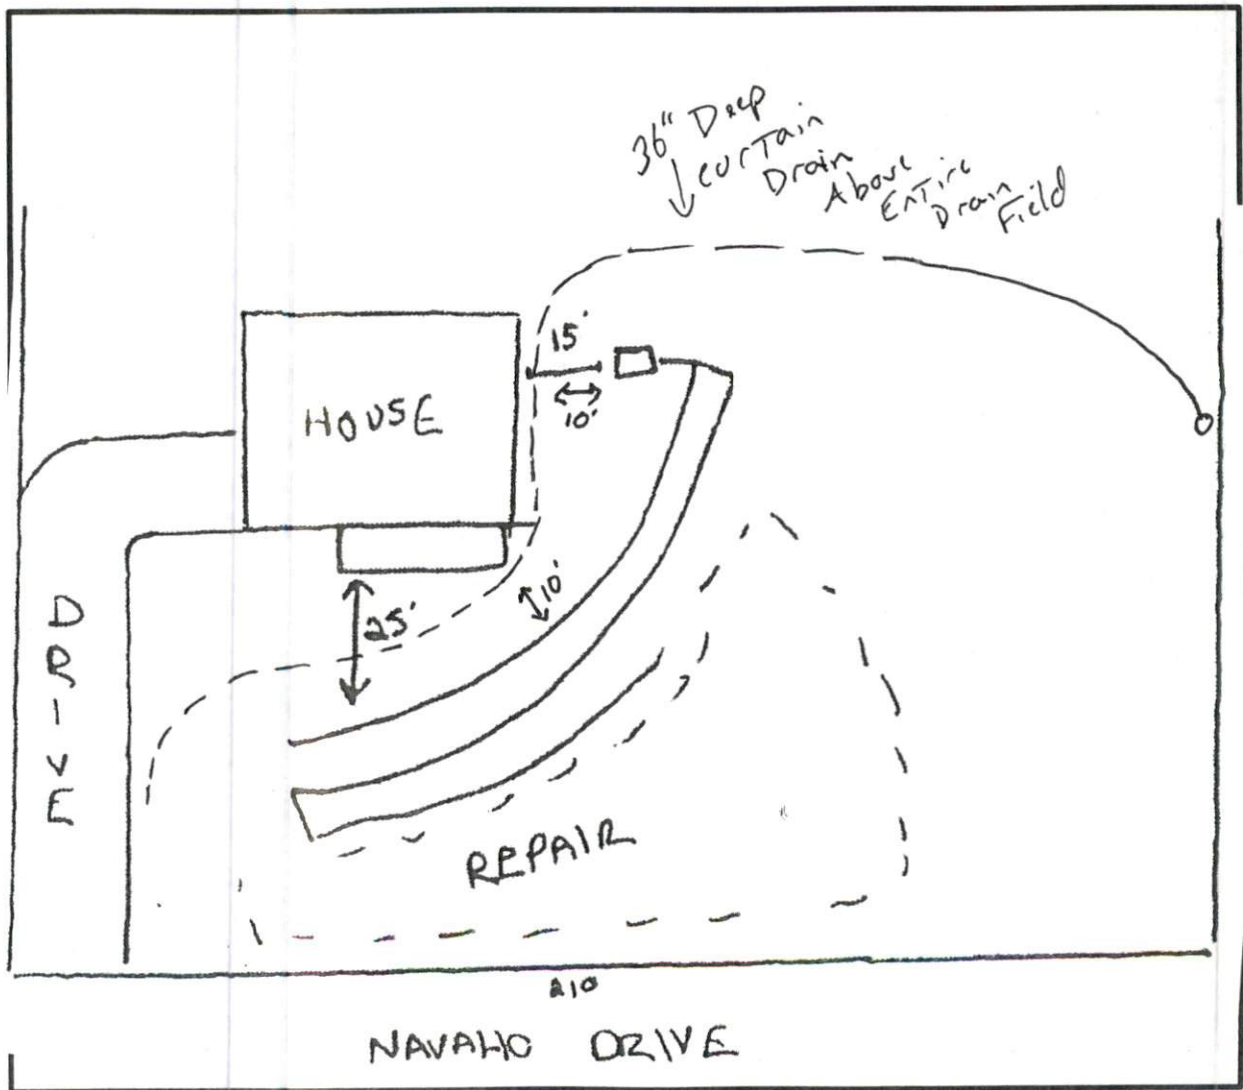 36" Deep
curtain
Drain
Above
Entire
Drain
Field
15'
10'
HOUSE
10'
25'
DRIVE
REPAIR
210
NAVAHO DRIVE